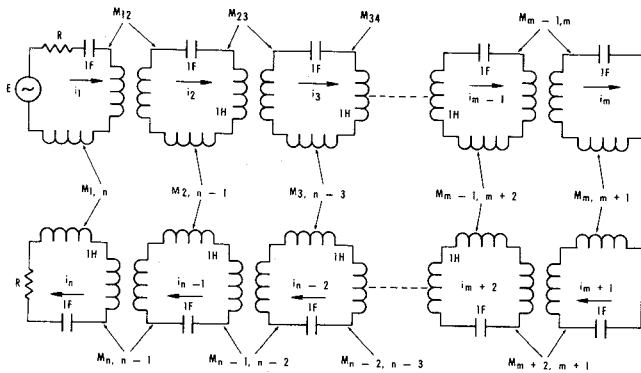 M12 M23 M34 Mm – 1,m
R
1F 1F 1F 1F 1F
E i1 i2 i3 im – 1 im
1H 1H 1H
M1, n M2, n – 1 M3, n – 3 Mm – 1, m + 2 Mm, m + 1
1H 1H 1H 1H
R in in – 1 in – 2 im + 2 im + 1
1F 1F 1F 1F 1F
Mn, n – 1 Mn – 1, n – 2 Mn – 2, n – 3 Mm + 2, m + 1